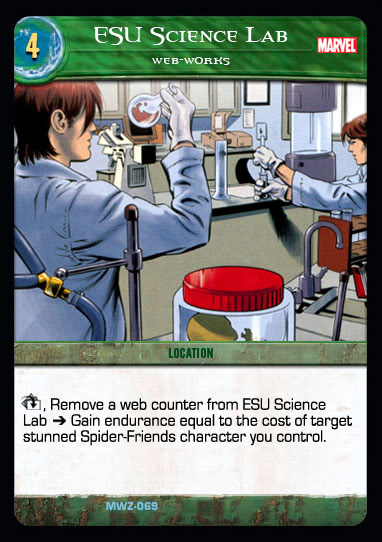 4
ESU Science Lab
WEB-WORKS
MARVEL
LOCATION
, Remove a web counter from ESU Science
Lab ➔ Gain endurance equal to the cost of target
stunned Spider-Friends character you control.
MWZ-069